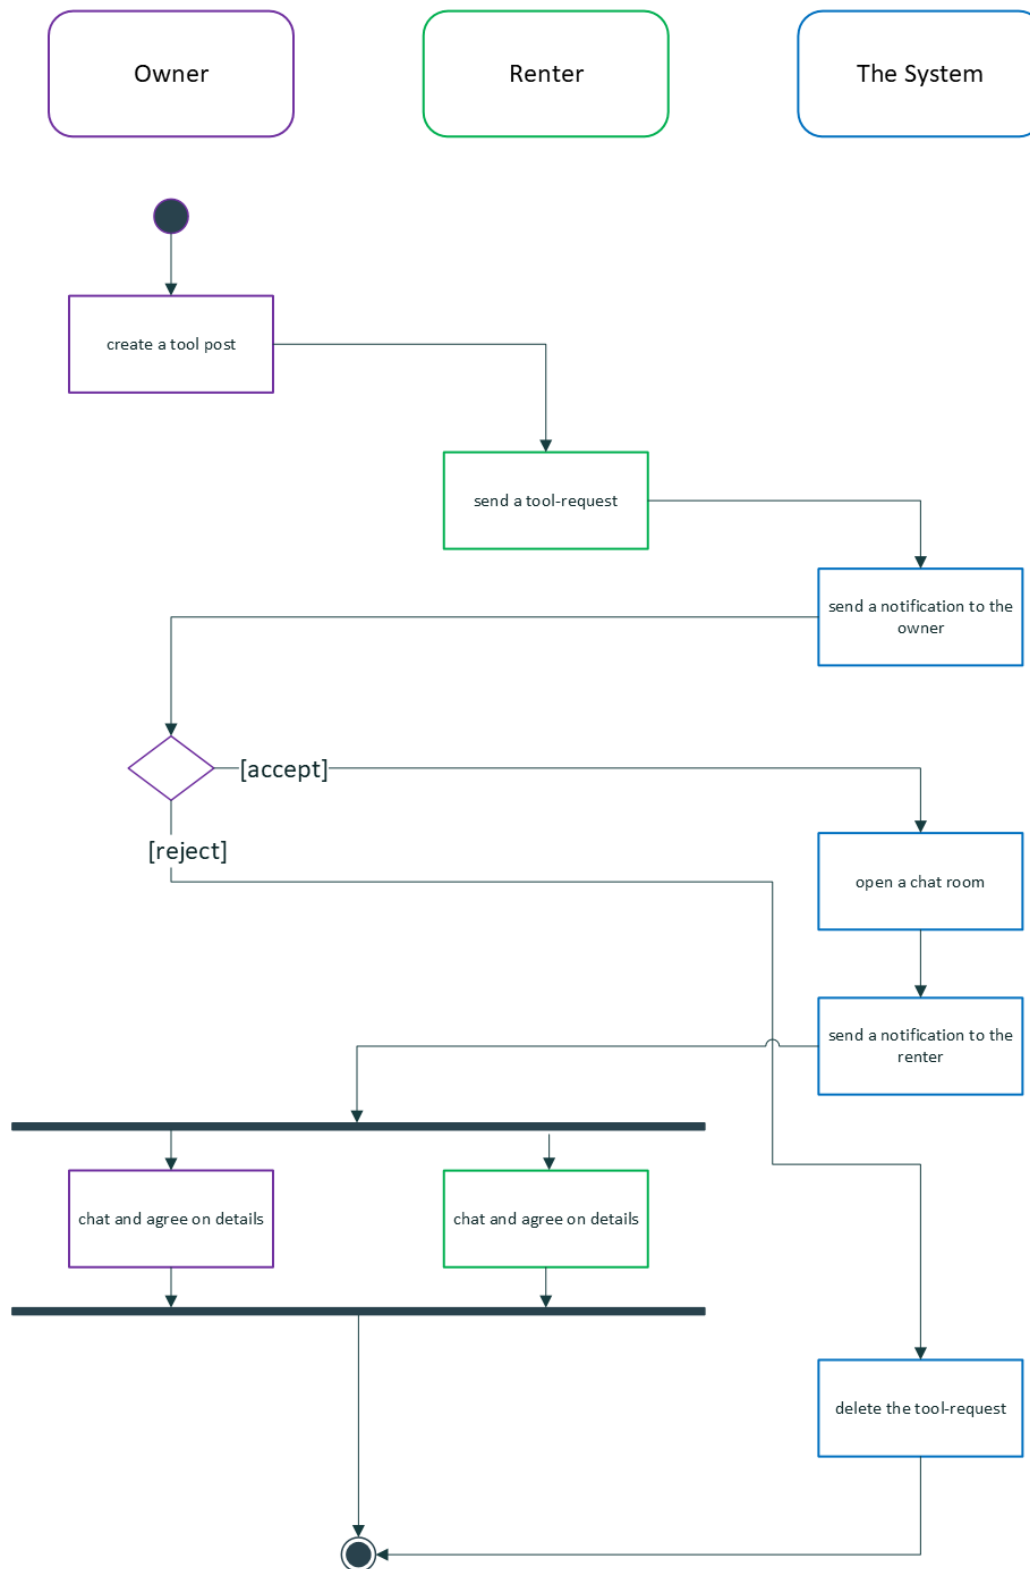 Owner
Renter
The System
create a tool post
send a tool-request
send a notification to the
owner
[accept]
[reject]
open a chat room
send a notification to the
renter
chat and agree on details
chat and agree on details
delete the tool-request